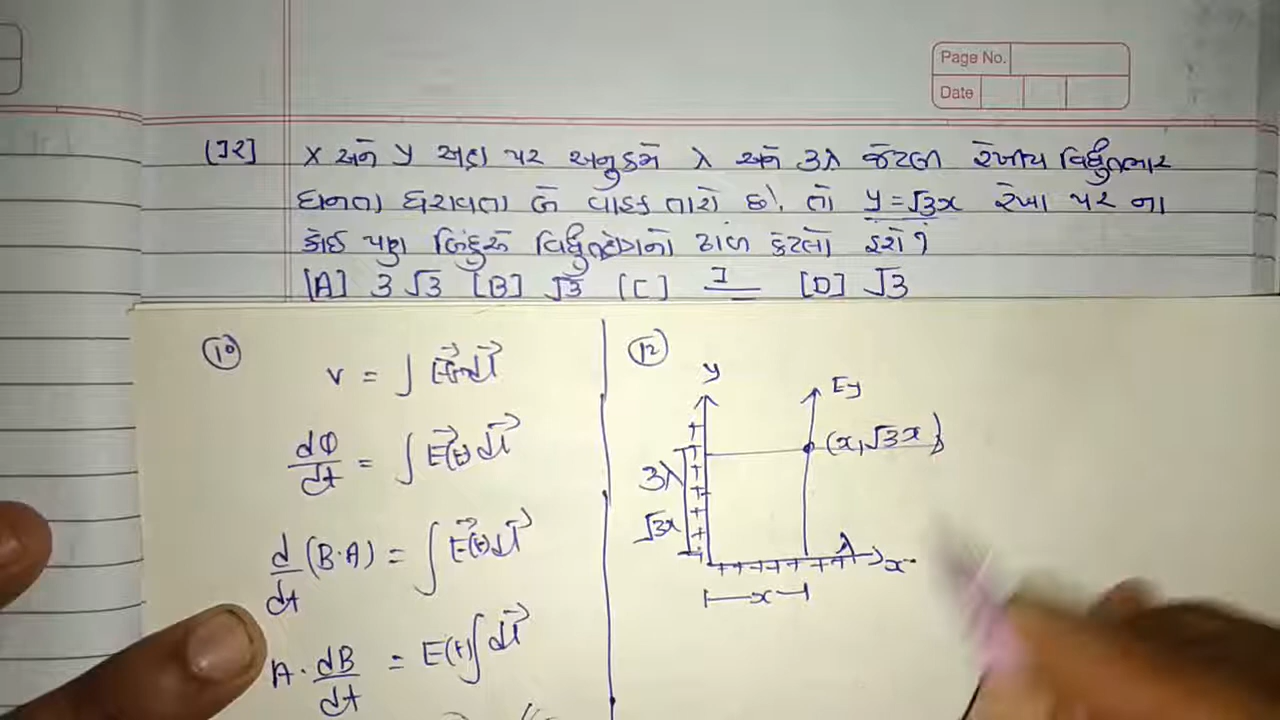 Page No.
Date
[12] x અને y અક્ષ પર અનુક્રમે λ અને 3λ જેટલી રેખીય વિદ્યુતભાર
ઘનતા ધરાવતા બે વાહક તારો છે. તો y = √3x રેખા પર ના
કોઈ પણ બિંદુએ વિદ્યુતક્ષેત્રનો ઢાળ કેટલો હશે?
[A] 3√3 [B] [C] 1 [D] √3
(10)
v = ∫ dl
dΦ/dt = ∫ E(t) dl
d/dt (B·A) = ∫ E(t) dl
A · dB/dt = E(t) ∫ dl
(12)
y
Ey
(x, √3x)
3λ
√3x
λ
x
x